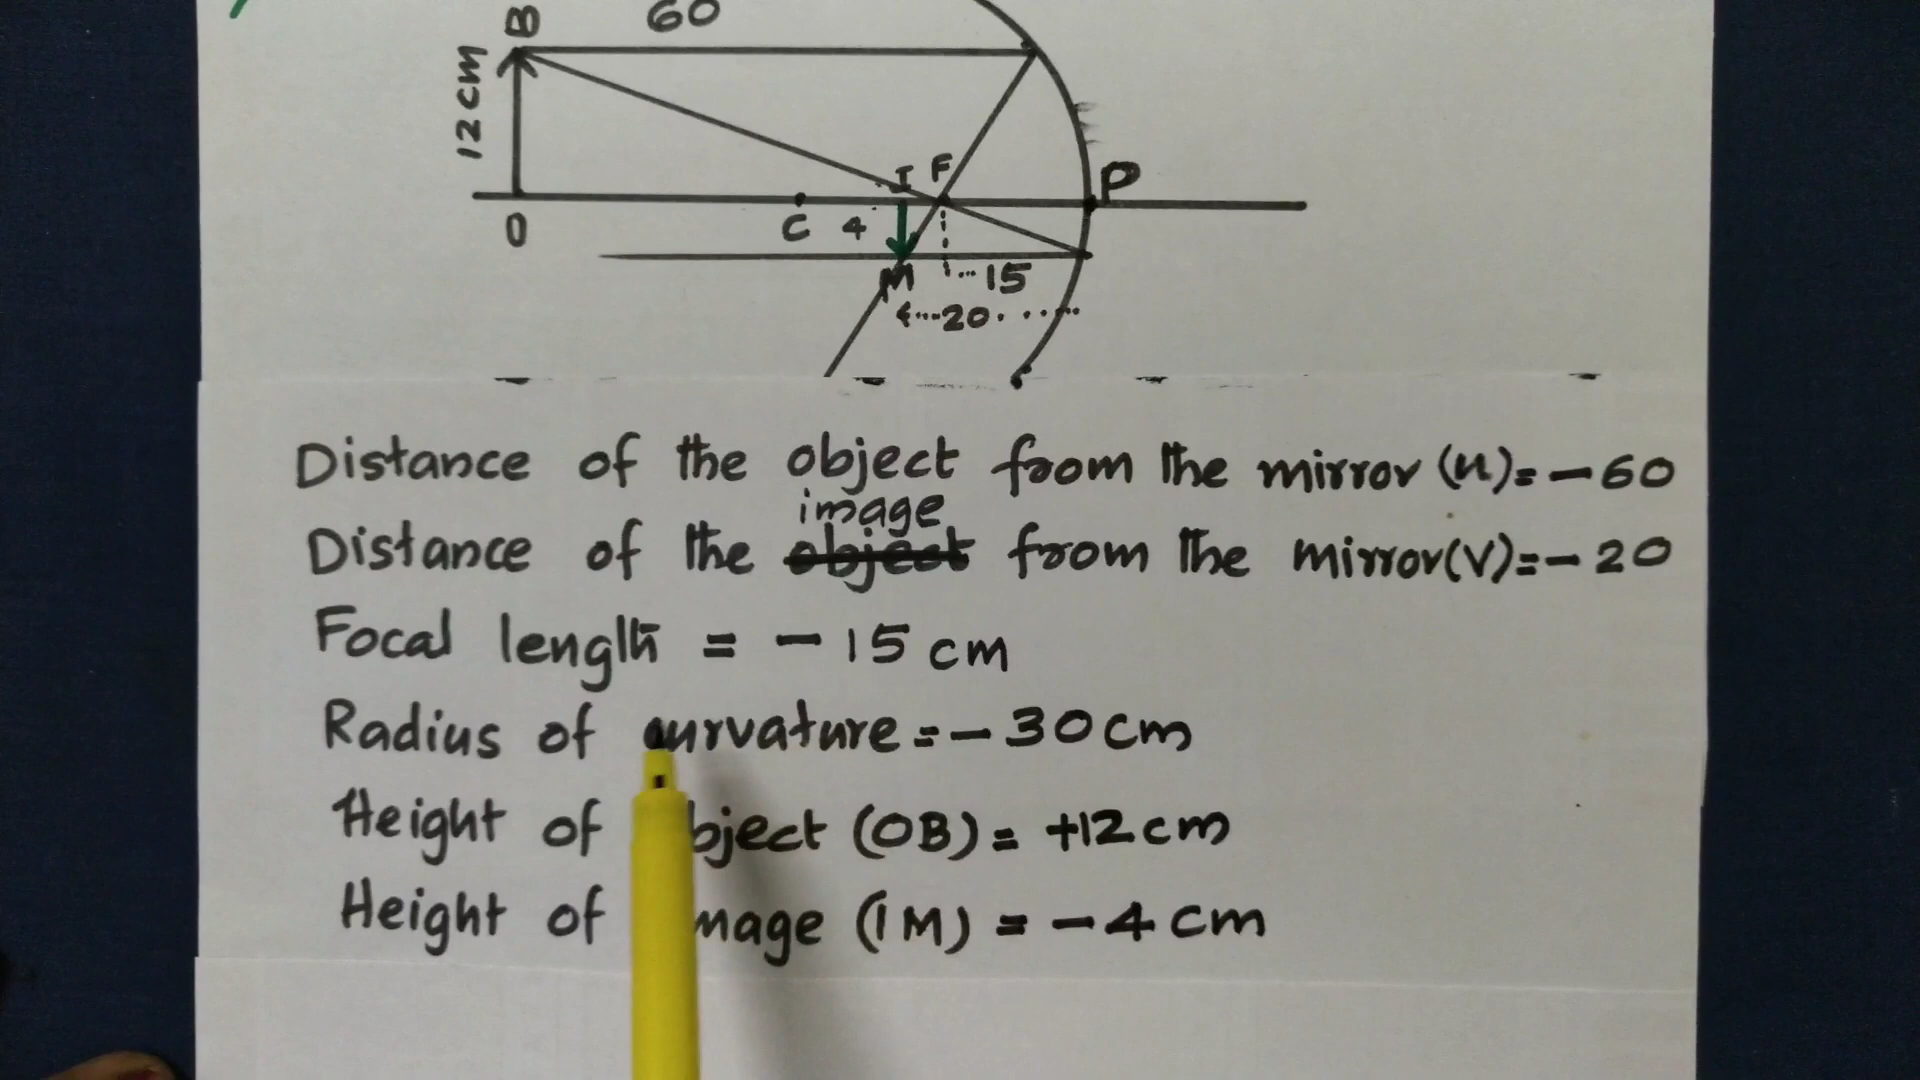 B
60
12 cm
I F
P
O
C 4
M
15
20
Distance of the object from the mirror (u) = - 60
image
Distance of the object from the mirror (V) = - 20
Focal length = - 15 cm
Radius of curvature = - 30 cm
Height of object (OB) = +12 cm
Height of image (IM) = - 4 cm